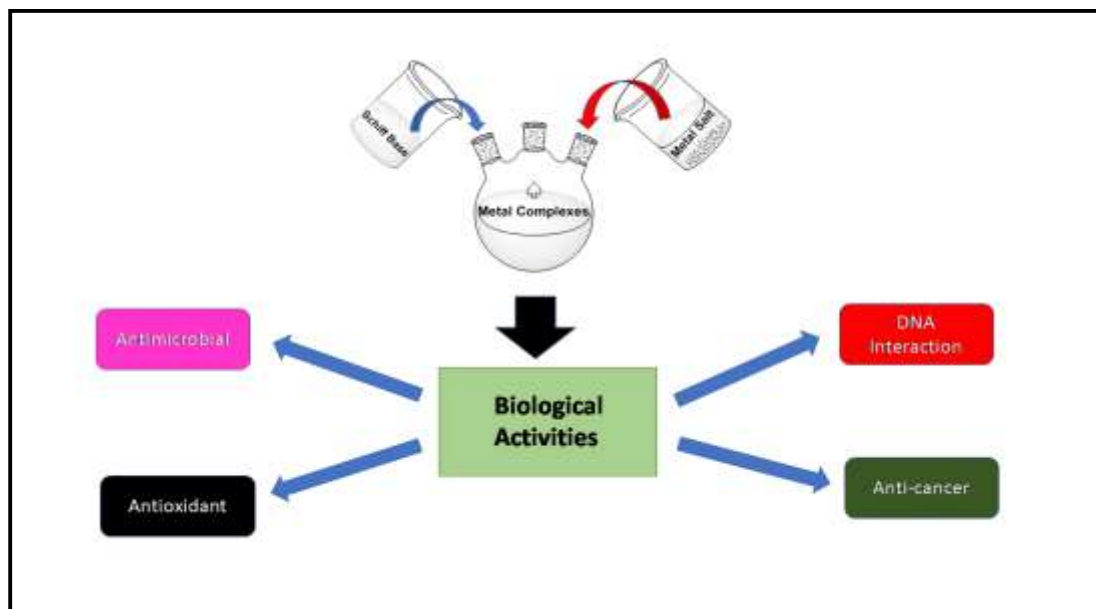 Schiff Base
Metal Salt
Metal Complexes
Antimicrobial
DNA
Interaction
Biological
Activities
Antioxidant
Anti-cancer